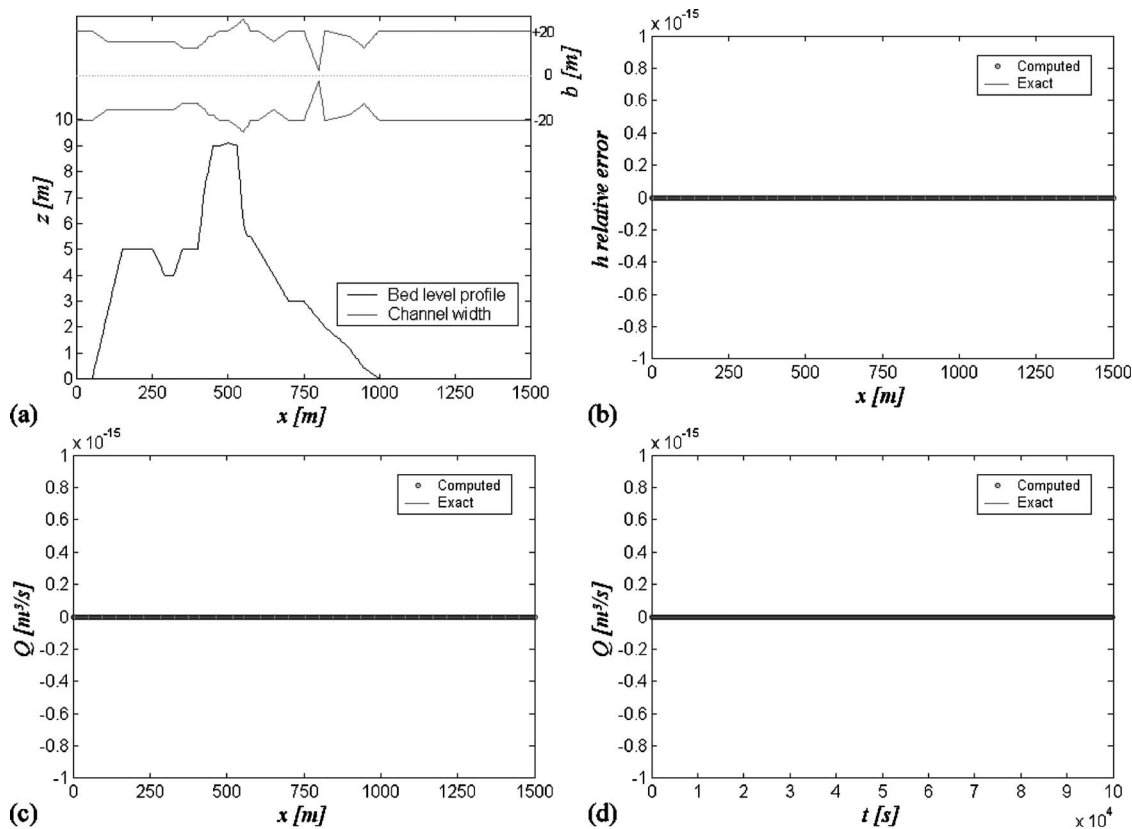 +20
0
-20
b [m]
10
9
8
7
6
5
4
3
2
1
0
z [m]
Bed level profile
Channel width
0 250 500 750 1000 1250 1500
x [m]
(a)
x 10-15
1
0.8
0.6
0.4
0.2
0
-0.2
-0.4
-0.6
-0.8
-1
h relative error
Computed
Exact
0 250 500 750 1000 1250 1500
x [m]
(b)
x 10-15
1
0.8
0.6
0.4
0.2
0
-0.2
-0.4
-0.6
-0.8
-1
Q [m³/s]
Computed
Exact
0 250 500 750 1000 1250 1500
x [m]
(c)
x 10-15
1
0.8
0.6
0.4
0.2
0
-0.2
-0.4
-0.6
-0.8
-1
Q [m³/s]
Computed
Exact
0 1 2 3 4 5 6 7 8 9 10
t [s]
x 10⁴
(d)